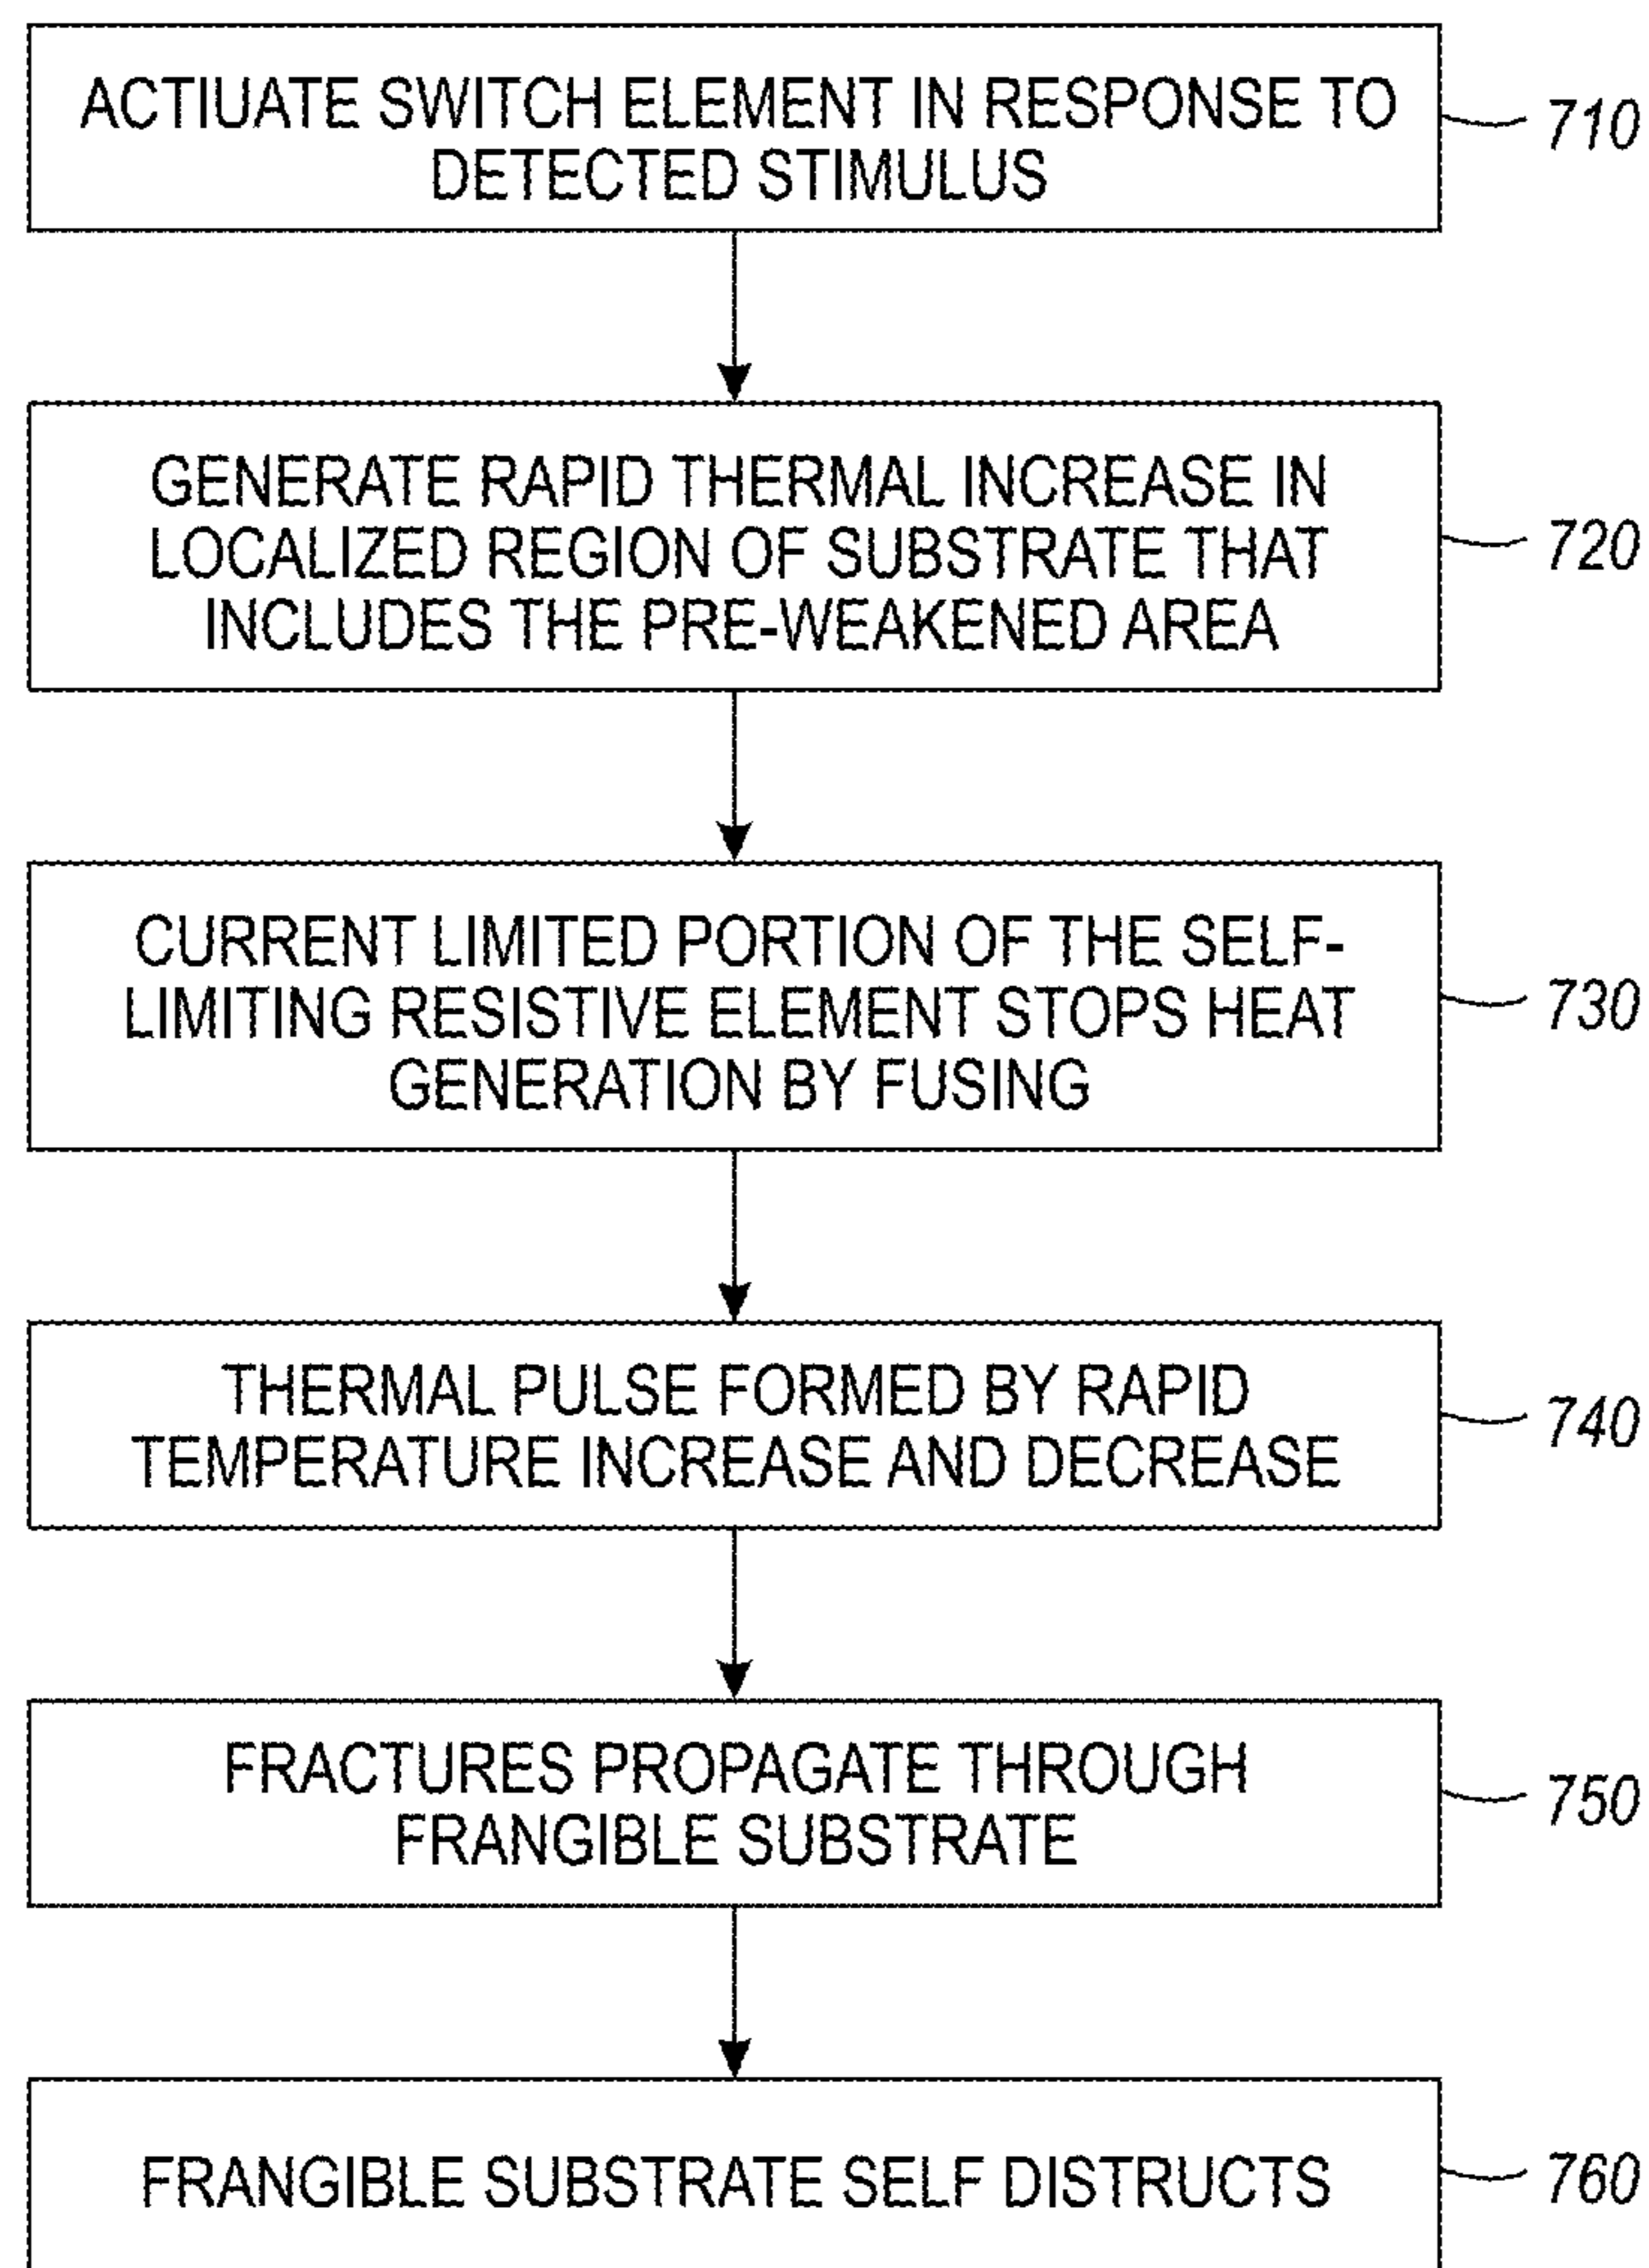 ACTIUATE SWITCH ELEMENT IN RESPONSE TO
DETECTED STIMULUS
710
GENERATE RAPID THERMAL INCREASE IN
LOCALIZED REGION OF SUBSTRATE THAT
INCLUDES THE PRE-WEAKENED AREA
720
CURRENT LIMITED PORTION OF THE SELF-
LIMITING RESISTIVE ELEMENT STOPS HEAT
GENERATION BY FUSING
730
THERMAL PULSE FORMED BY RAPID
TEMPERATURE INCREASE AND DECREASE
740
FRACTURES PROPAGATE THROUGH
FRANGIBLE SUBSTRATE
750
FRANGIBLE SUBSTRATE SELF DISTRUCTS
760